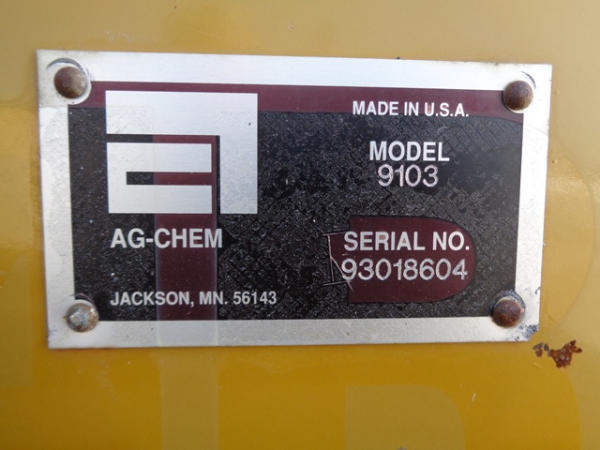 MADE IN U.S.A.
MODEL
9103
AG-CHEM
SERIAL NO.
93018604
JACKSON, MN. 56143